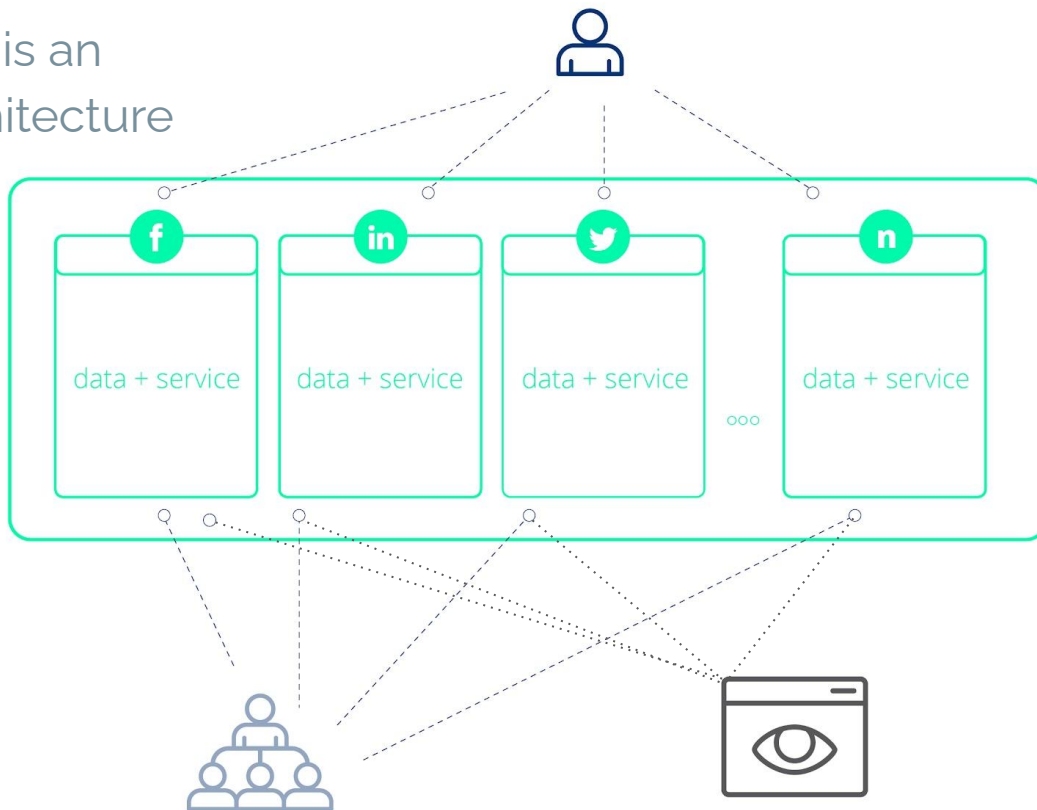 is an
hitecture
f
in
n
data + service
data + service
data + service
data + service